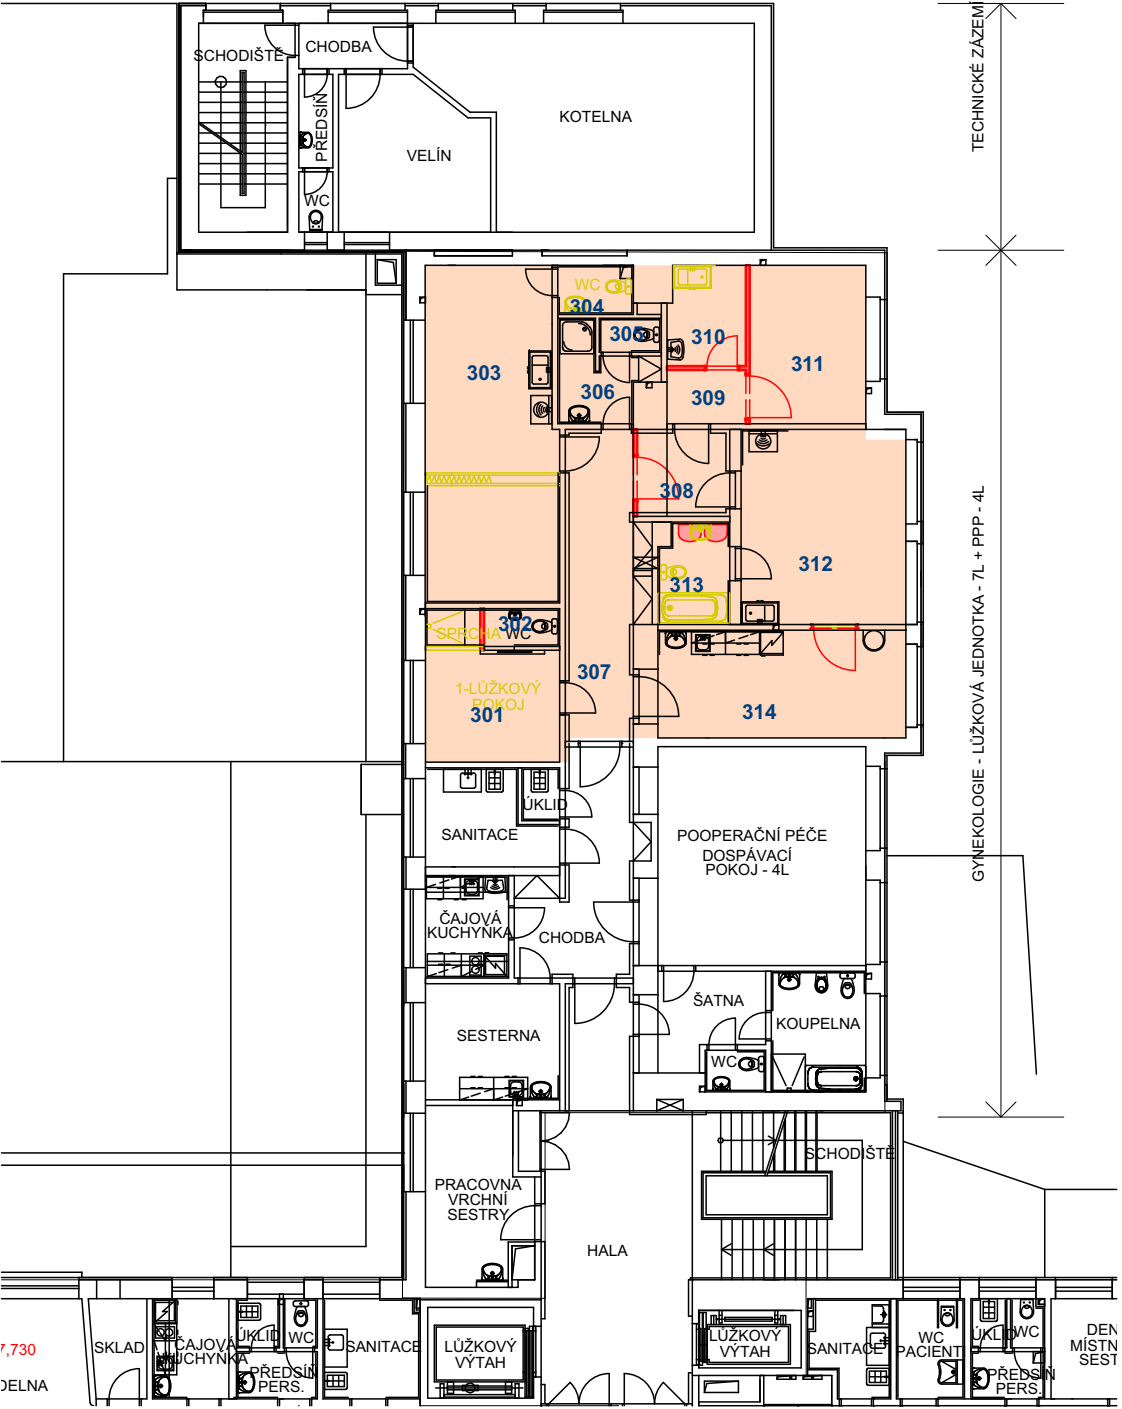 TECHNICKÉ ZÁZEMÍ
SCHODIŠTĚ
CHODBA
PŘEDSÍŇ
KOTELNA
VELÍN
WC
WC
304
305
310
303
311
306
309
308
GYNEKOLOGIE - LŮŽKOVÁ JEDNOTKA - 7L + PPP - 4L
312
313
302
SPRCHA
WC
307
1-LŮŽKOVÝ
POKOJ
301
314
ÚKLID
SANITACE
POOPERAČNÍ PÉČE
DOSPÁVACÍ
POKOJ - 4L
ČAJOVÁ
KUCHYŇKA
CHODBA
ŠATNA
KOUPELNA
SESTERNA
WC
SCHODIŠTĚ
PRACOVNA
VRCHNÍ
SESTRY
HALA
7,730
DELNA
SKLAD
ČAJOVÁ
KUCHYŇKA
ÚKLID
WC
PŘEDSÍŇ
PERS.
SANITACE
LŮŽKOVÝ
VÝTAH
LŮŽKOVÝ
VÝTAH
SANITACE
WC
PACIENT
ÚKLID
WC
PŘEDSÍŇ
PERS.
DEN
MÍSTN
SEST